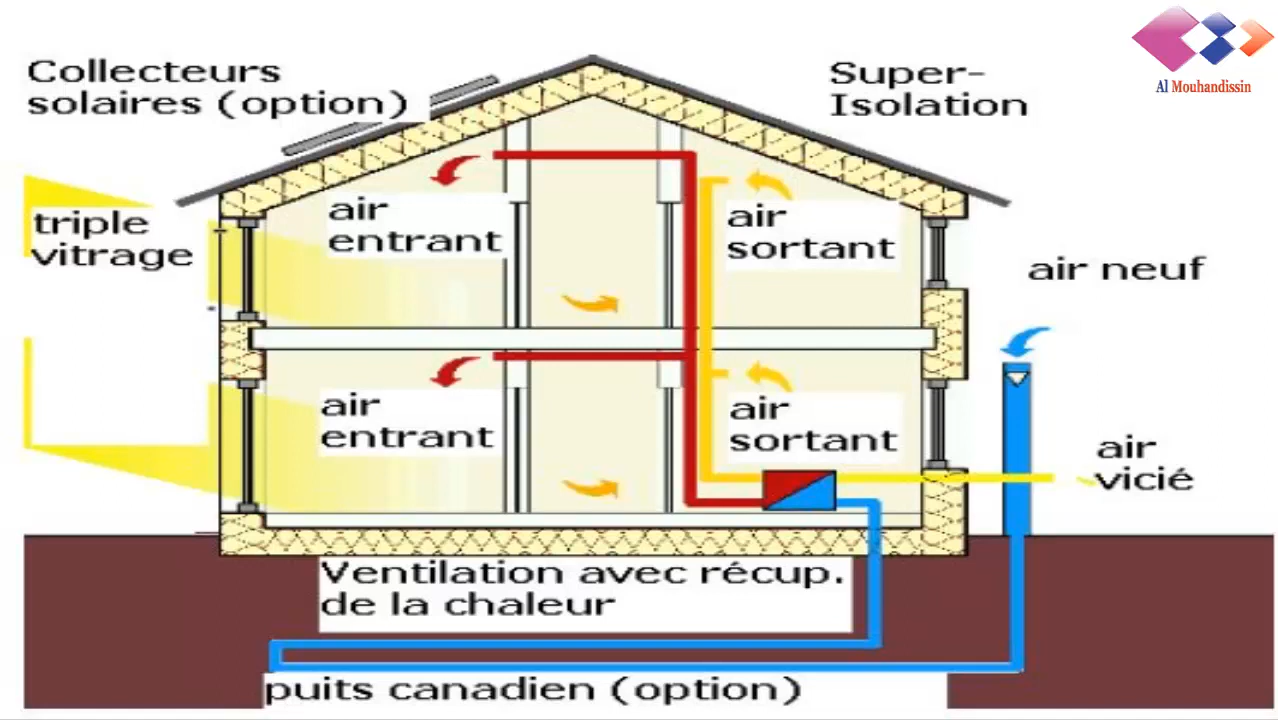 Collecteurs
solaires (option)
Super-
Isolation
Al Mouhandissin
triple
vitrage
air
entrant
air
sortant
air neuf
air
entrant
air
sortant
air
vicié
Ventilation avec récup.
de la chaleur
puits canadien (option)